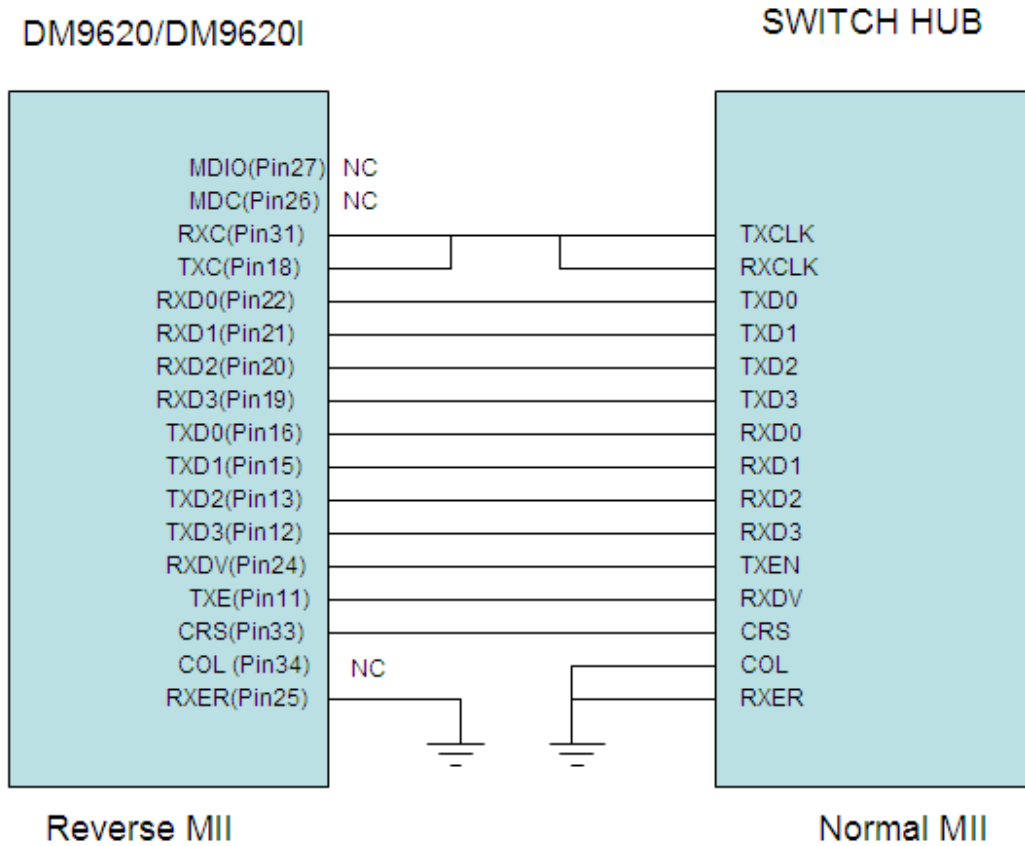 DM9620/DM9620I
SWITCH HUB
MDIO(Pin27) NC
MDC(Pin26) NC
RXC(Pin31) TXCLK
TXC(Pin18) RXCLK
RXD0(Pin22) TXD0
RXD1(Pin21) TXD1
RXD2(Pin20) TXD2
RXD3(Pin19) TXD3
TXD0(Pin16) RXD0
TXD1(Pin15) RXD1
TXD2(Pin13) RXD2
TXD3(Pin12) RXD3
RXDV(Pin24) TXEN
TXE(Pin11) RXDV
CRS(Pin33) CRS
COL (Pin34) NC COL
RXER(Pin25) RXER
Reverse MII
Normal MII